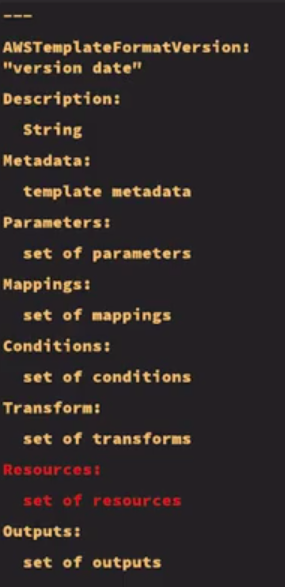 ---
AWSTemplateFormatVersion:
"version date"
Description:
String
Metadata:
template metadata
Parameters:
set of parameters
Mappings:
set of mappings
Conditions:
set of conditions
Transform:
set of transforms
Resources:
set of resources
Outputs:
set of outputs